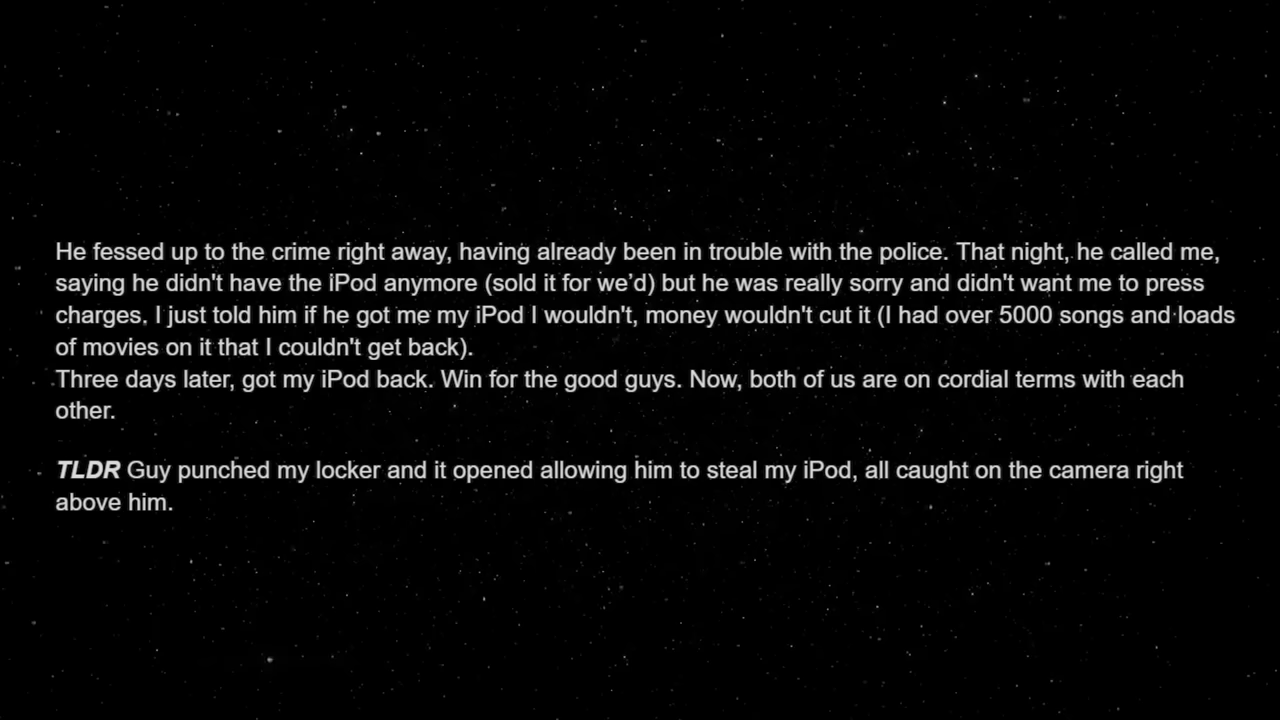 He fessed up to the crime right away, having already been in trouble with the police. That night, he called me,
saying he didn't have the iPod anymore (sold it for we’d) but he was really sorry and didn't want me to press
charges. I just told him if he got me my iPod I wouldn't, money wouldn't cut it (I had over 5000 songs and loads
of movies on it that I couldn't get back).
Three days later, got my iPod back. Win for the good guys. Now, both of us are on cordial terms with each
other.
TLDR Guy punched my locker and it opened allowing him to steal my iPod, all caught on the camera right
above him.